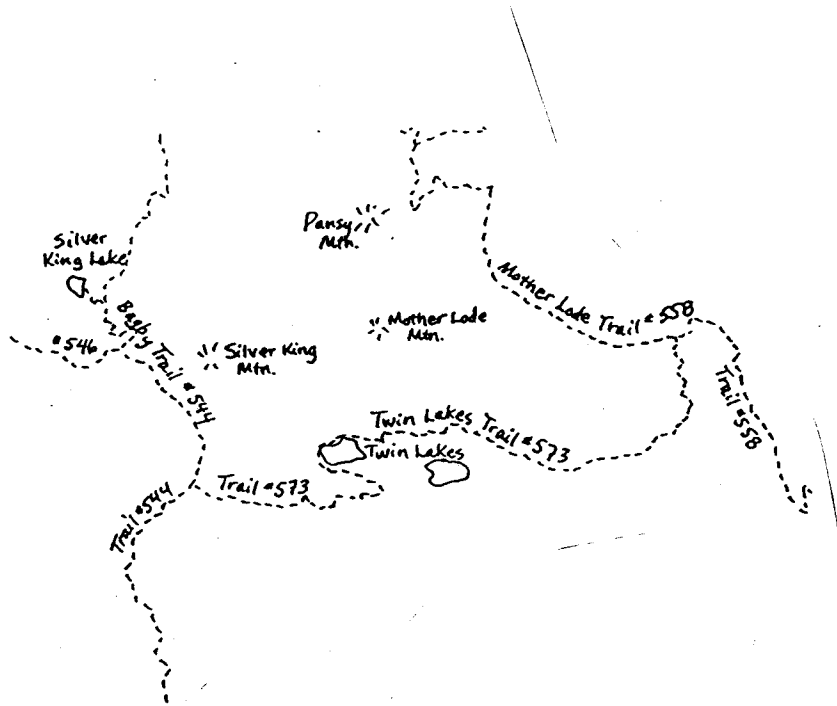 Silver
King Lake
Pansy
Mtn.
Mother Lode Trail #558
Bagby Trail #544
Mother Lode
Mtn.
#546
Silver King
Mtn.
Trail #558
Twin Lakes Trail #573
Twin Lakes
Trail #573
Trail #544